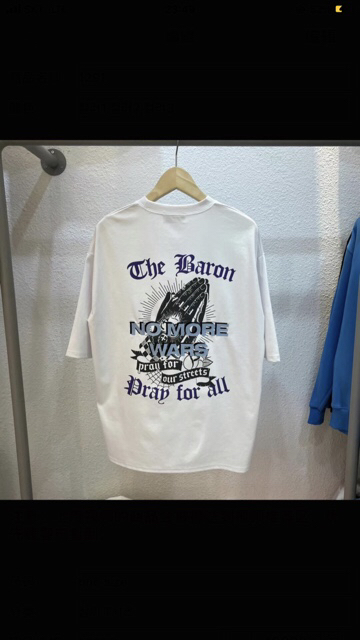 The Baron
NO MORE
WARS
pray for
our streets
Pray for all